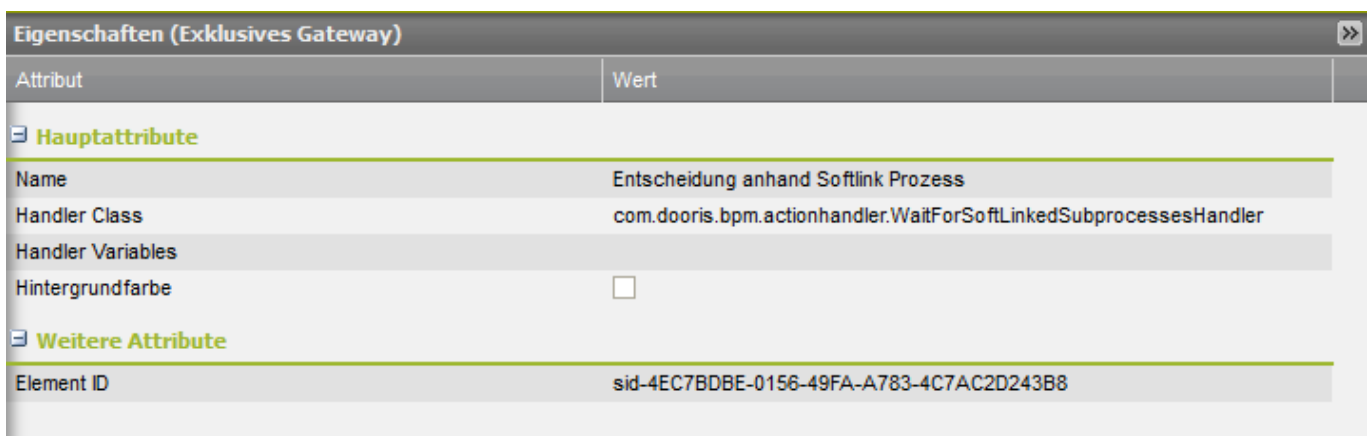 Eigenschaften (Exklusives Gateway)
Attribut Wert
Hauptattribute
Name Entscheidung anhand Softlink Prozess
Handler Class com.dooris.bpm.actionhandler.WaitForSoftLinkedSubprocessesHandler
Handler Variables
Hintergrundfarbe
Weitere Attribute
Element ID sid-4EC7BDBE-0156-49FA-A783-4C7AC2D243B8